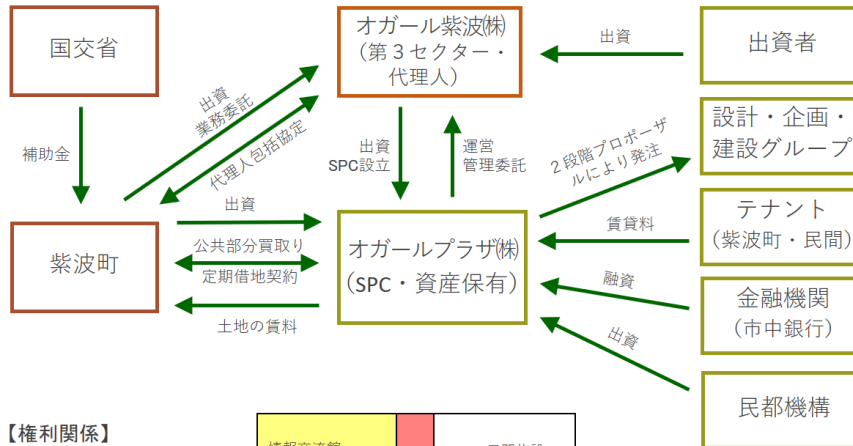 国交省
オガール紫波㈱
（第３セクター・
代理人）
出資
出資者
補助金
出資
業務委託
代理人包括協定
出資
SPC設立
運営
管理委託
２段階プロポーザ
ルにより発注
設計・企画・
建設グループ
紫波町
出資
公共部分買取り
定期借地契約
土地の賃料
オガールプラザ㈱
（SPC・資産保有）
賃貸料
テナント
（紫波町・民間）
融資
金融機関
（市中銀行）
出資
民都機構
【権利関係】